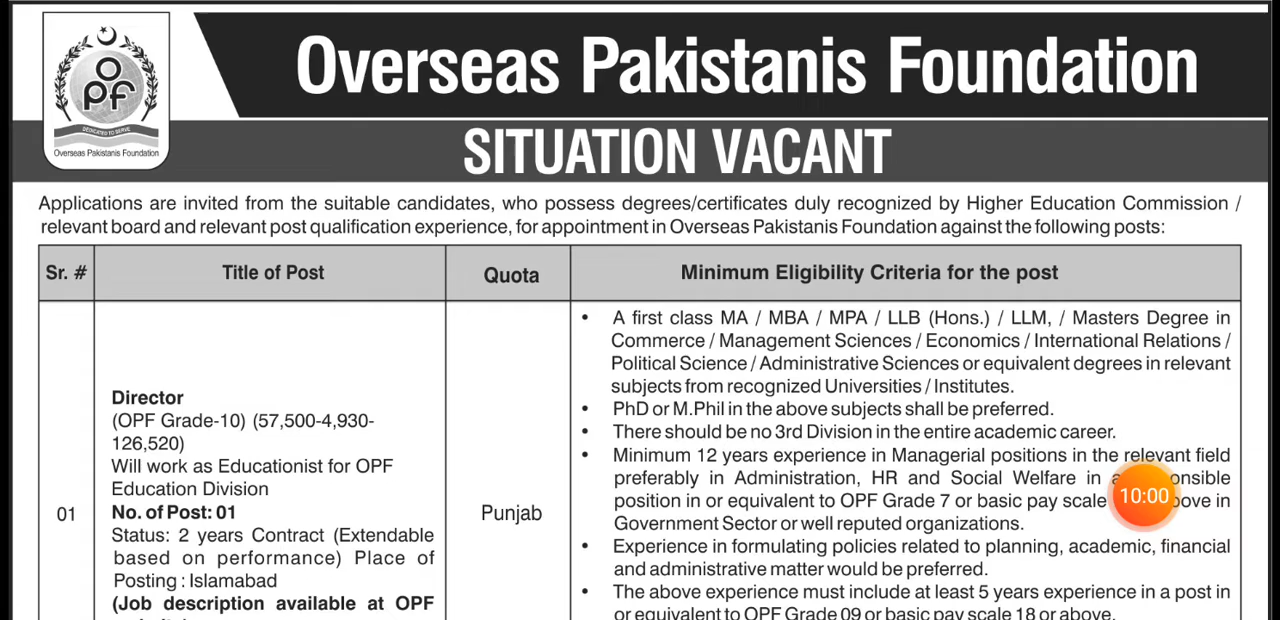 Overseas Pakistanis Foundation
OPF
DEDICATED TO SERVE
Overseas Pakistanis Foundation
SITUATION VACANT
Applications are invited from the suitable candidates, who possess degrees/certificates duly recognized by Higher Education Commission /
relevant board and relevant post qualification experience, for appointment in Overseas Pakistanis Foundation against the following posts:
Sr. # Title of Post Quota Minimum Eligibility Criteria for the post
01
Director
(OPF Grade-10) (57,500-4,930-
126,520)
Will work as Educationist for OPF
Education Division
No. of Post: 01
Status: 2 years Contract (Extendable
based on performance) Place of
Posting : Islamabad
(Job description available at OPF
Punjab
• A first class MA / MBA / MPA / LLB (Hons.) / LLM, / Masters Degree in
Commerce / Management Sciences / Economics / International Relations /
Political Science / Administrative Sciences or equivalent degrees in relevant
subjects from recognized Universities / Institutes.
• PhD or M.Phil in the above subjects shall be preferred.
• There should be no 3rd Division in the entire academic career.
• Minimum 12 years experience in Managerial positions in the relevant field
preferably in Administration, HR and Social Welfare in
position in or equivalent to OPF Grade 7 or basic pay scale in
Government Sector or well reputed organizations.
• Experience in formulating policies related to planning, academic, financial
and administrative matter would be preferred.
• The above experience must include at least 5 years experience in a post in
or equivalent to OPF Grade 09 or basic pay scale 18 or above.
10:00